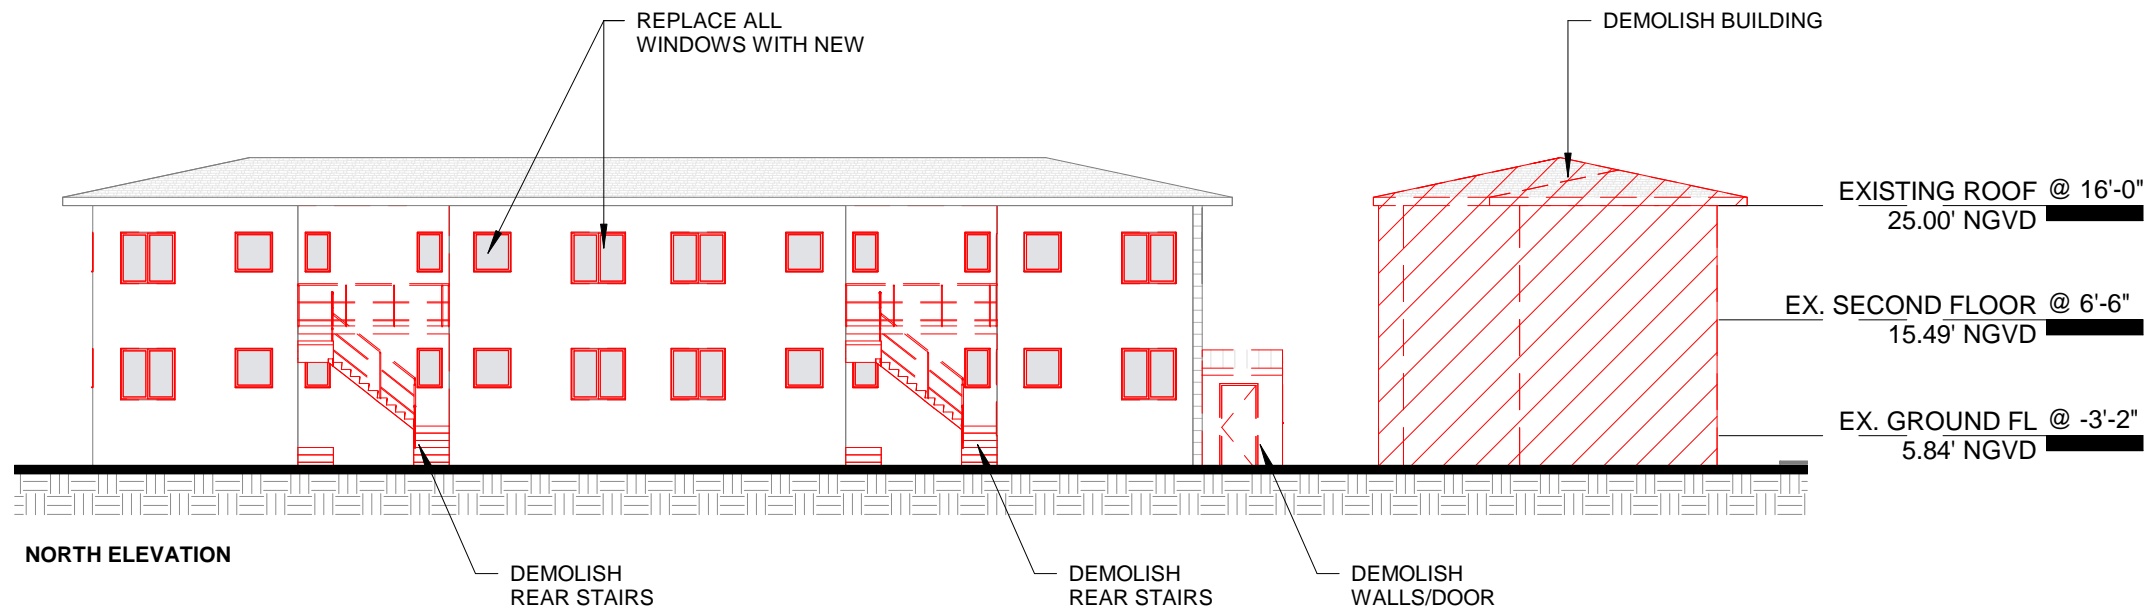 REPLACE ALL
WINDOWS WITH NEW
DEMOLISH BUILDING
EXISTING ROOF @ 16'-0"
25.00' NGVD
EX. SECOND FLOOR @ 6'-6"
15.49' NGVD
EX. GROUND FL @ -3'-2"
5.84' NGVD
NORTH ELEVATION
DEMOLISH
REAR STAIRS
DEMOLISH
REAR STAIRS
DEMOLISH
WALLS/DOOR